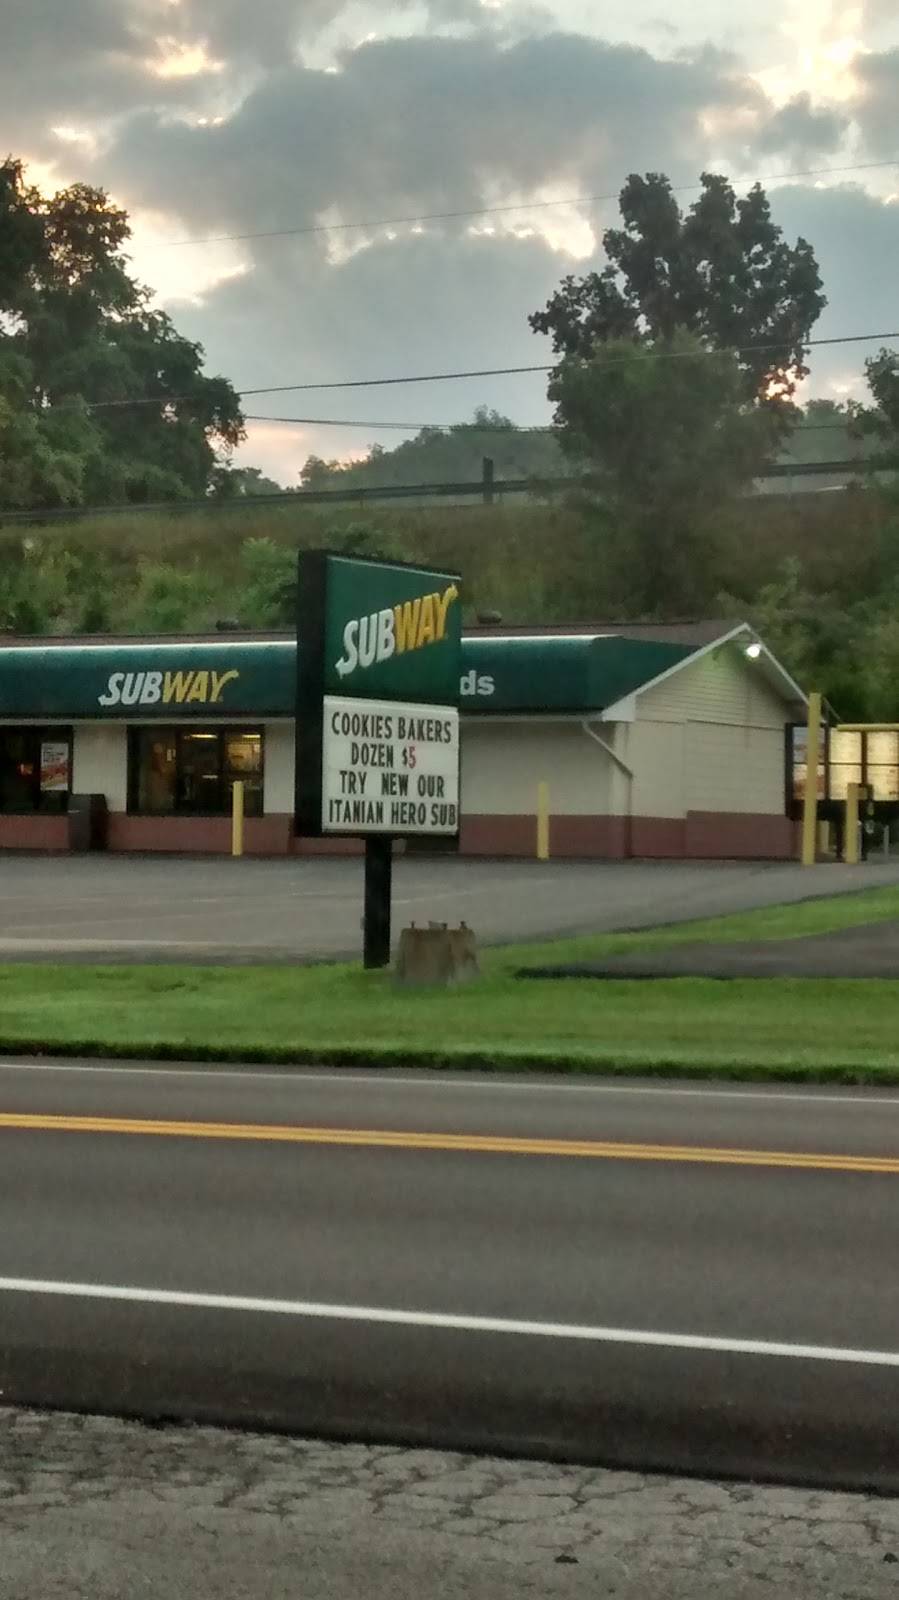 SUBWAY
SUBWAY
ds
COOKIES BAKERS
DOZEN $5
TRY NEW OUR
ITANIAN HERO SUB